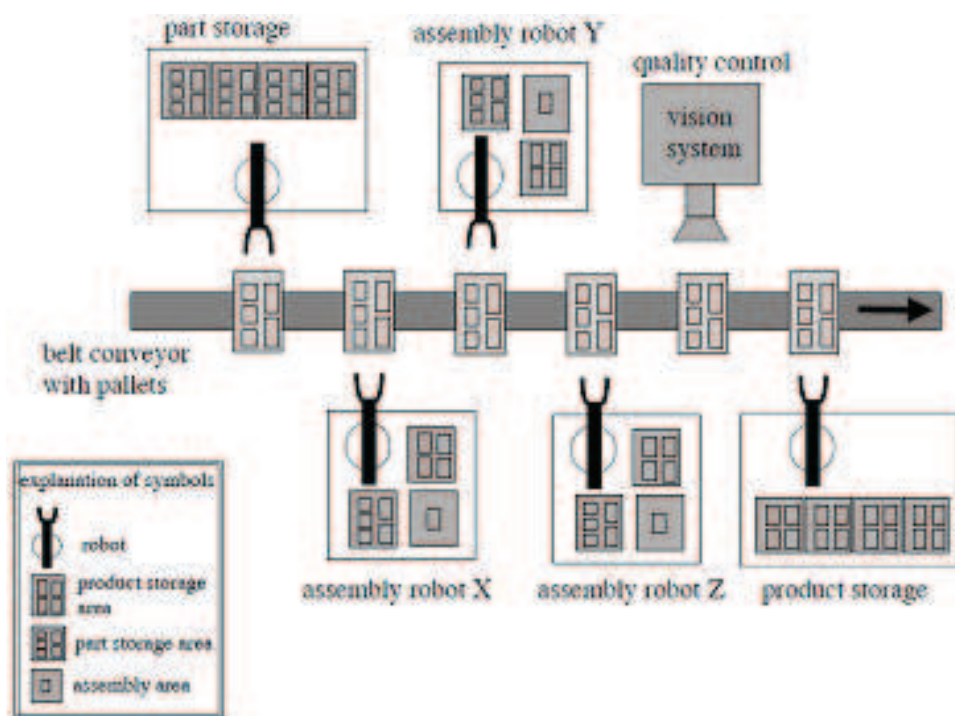 part storage
assembly robot Y
quality control
vision
system
belt conveyor
with pallets
assembly robot X
assembly robot Z
product storage
explanation of symbols
robot
product storage
area
part storage area
assembly area